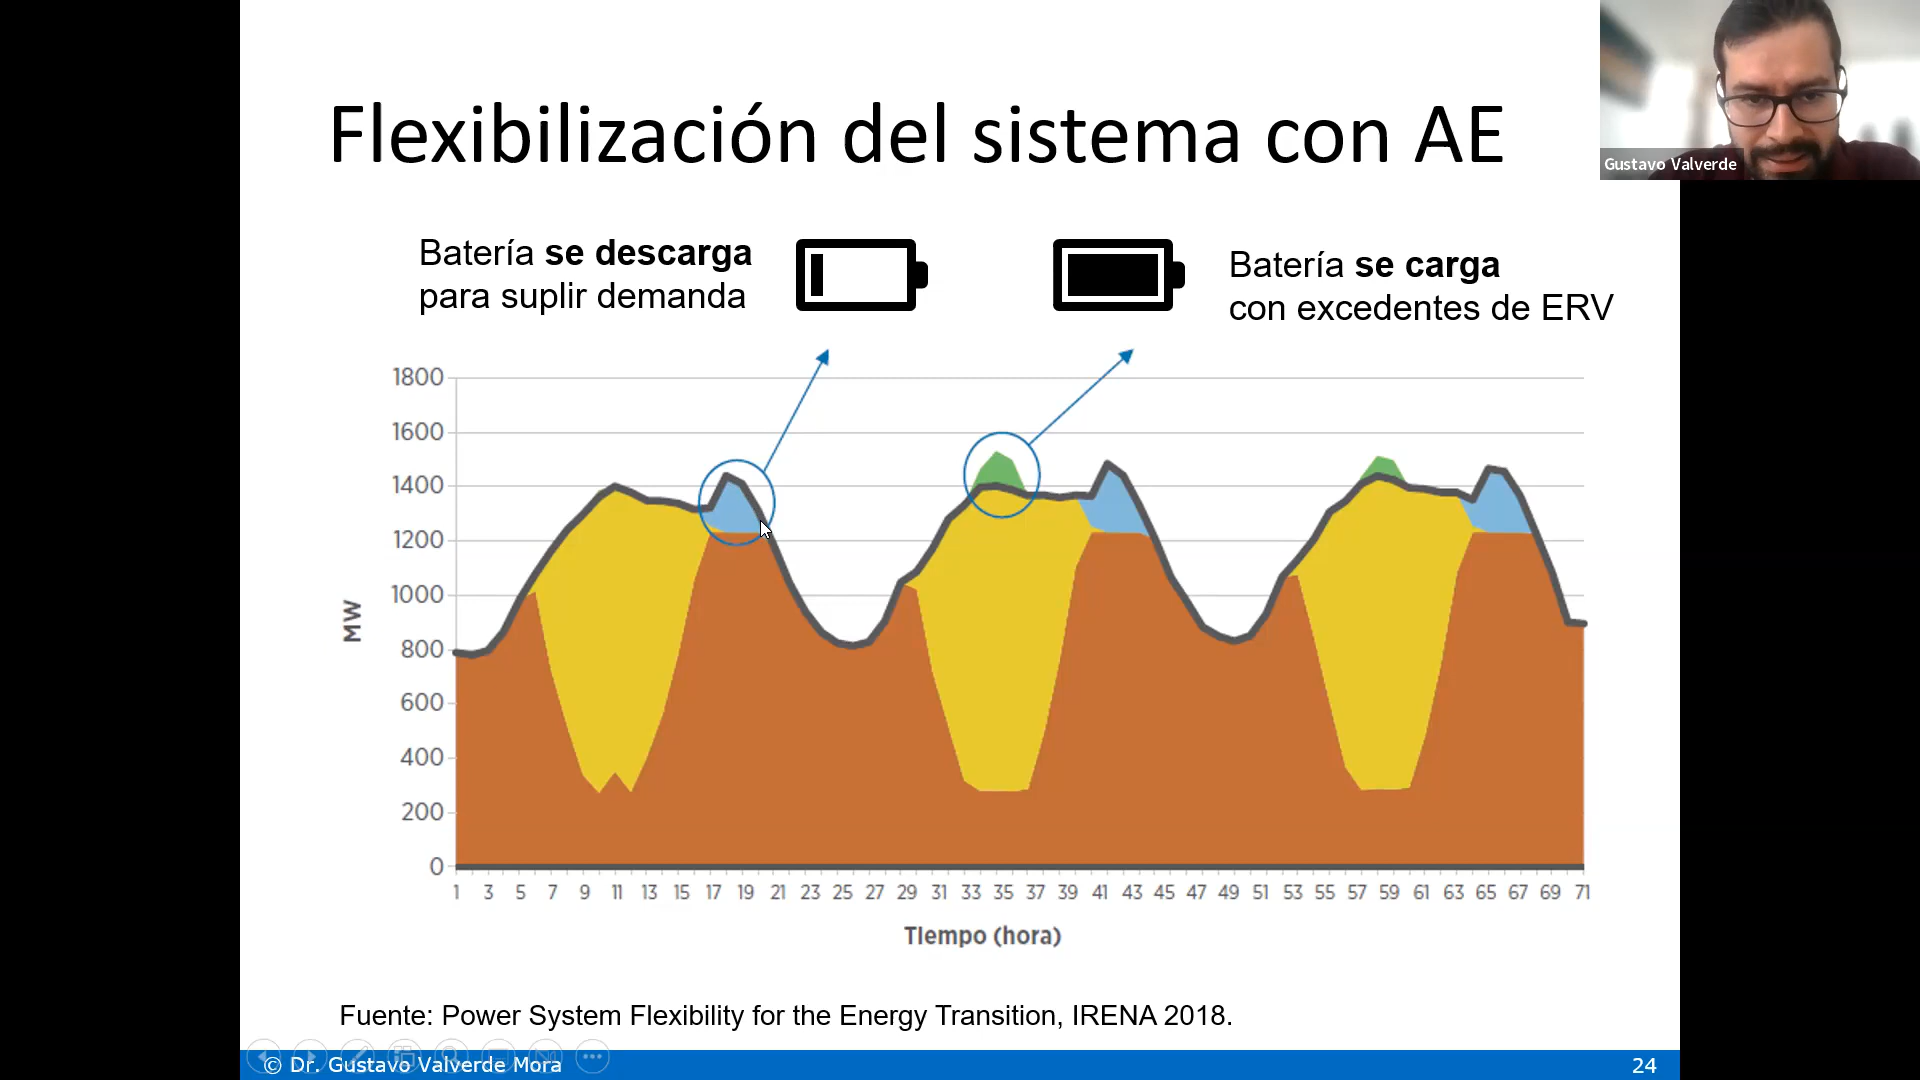 Flexibilización del sistema con AE
Gustavo Valverde
Batería se descarga
para suplir demanda
Batería se carga
con excedentes de ERV
1800
1600
1400
1200
1000
800
600
400
200
0
MW
1 3 5 7 9 11 13 15 17 19 21 23 25 27 29 31 33 35 37 39 41 43 45 47 49 51 53 55 57 59 61 63 65 67 69 71
TIempo (hora)
Fuente: Power System Flexibility for the Energy Transition, IRENA 2018.
© Dr. Gustavo Valverde Mora
24